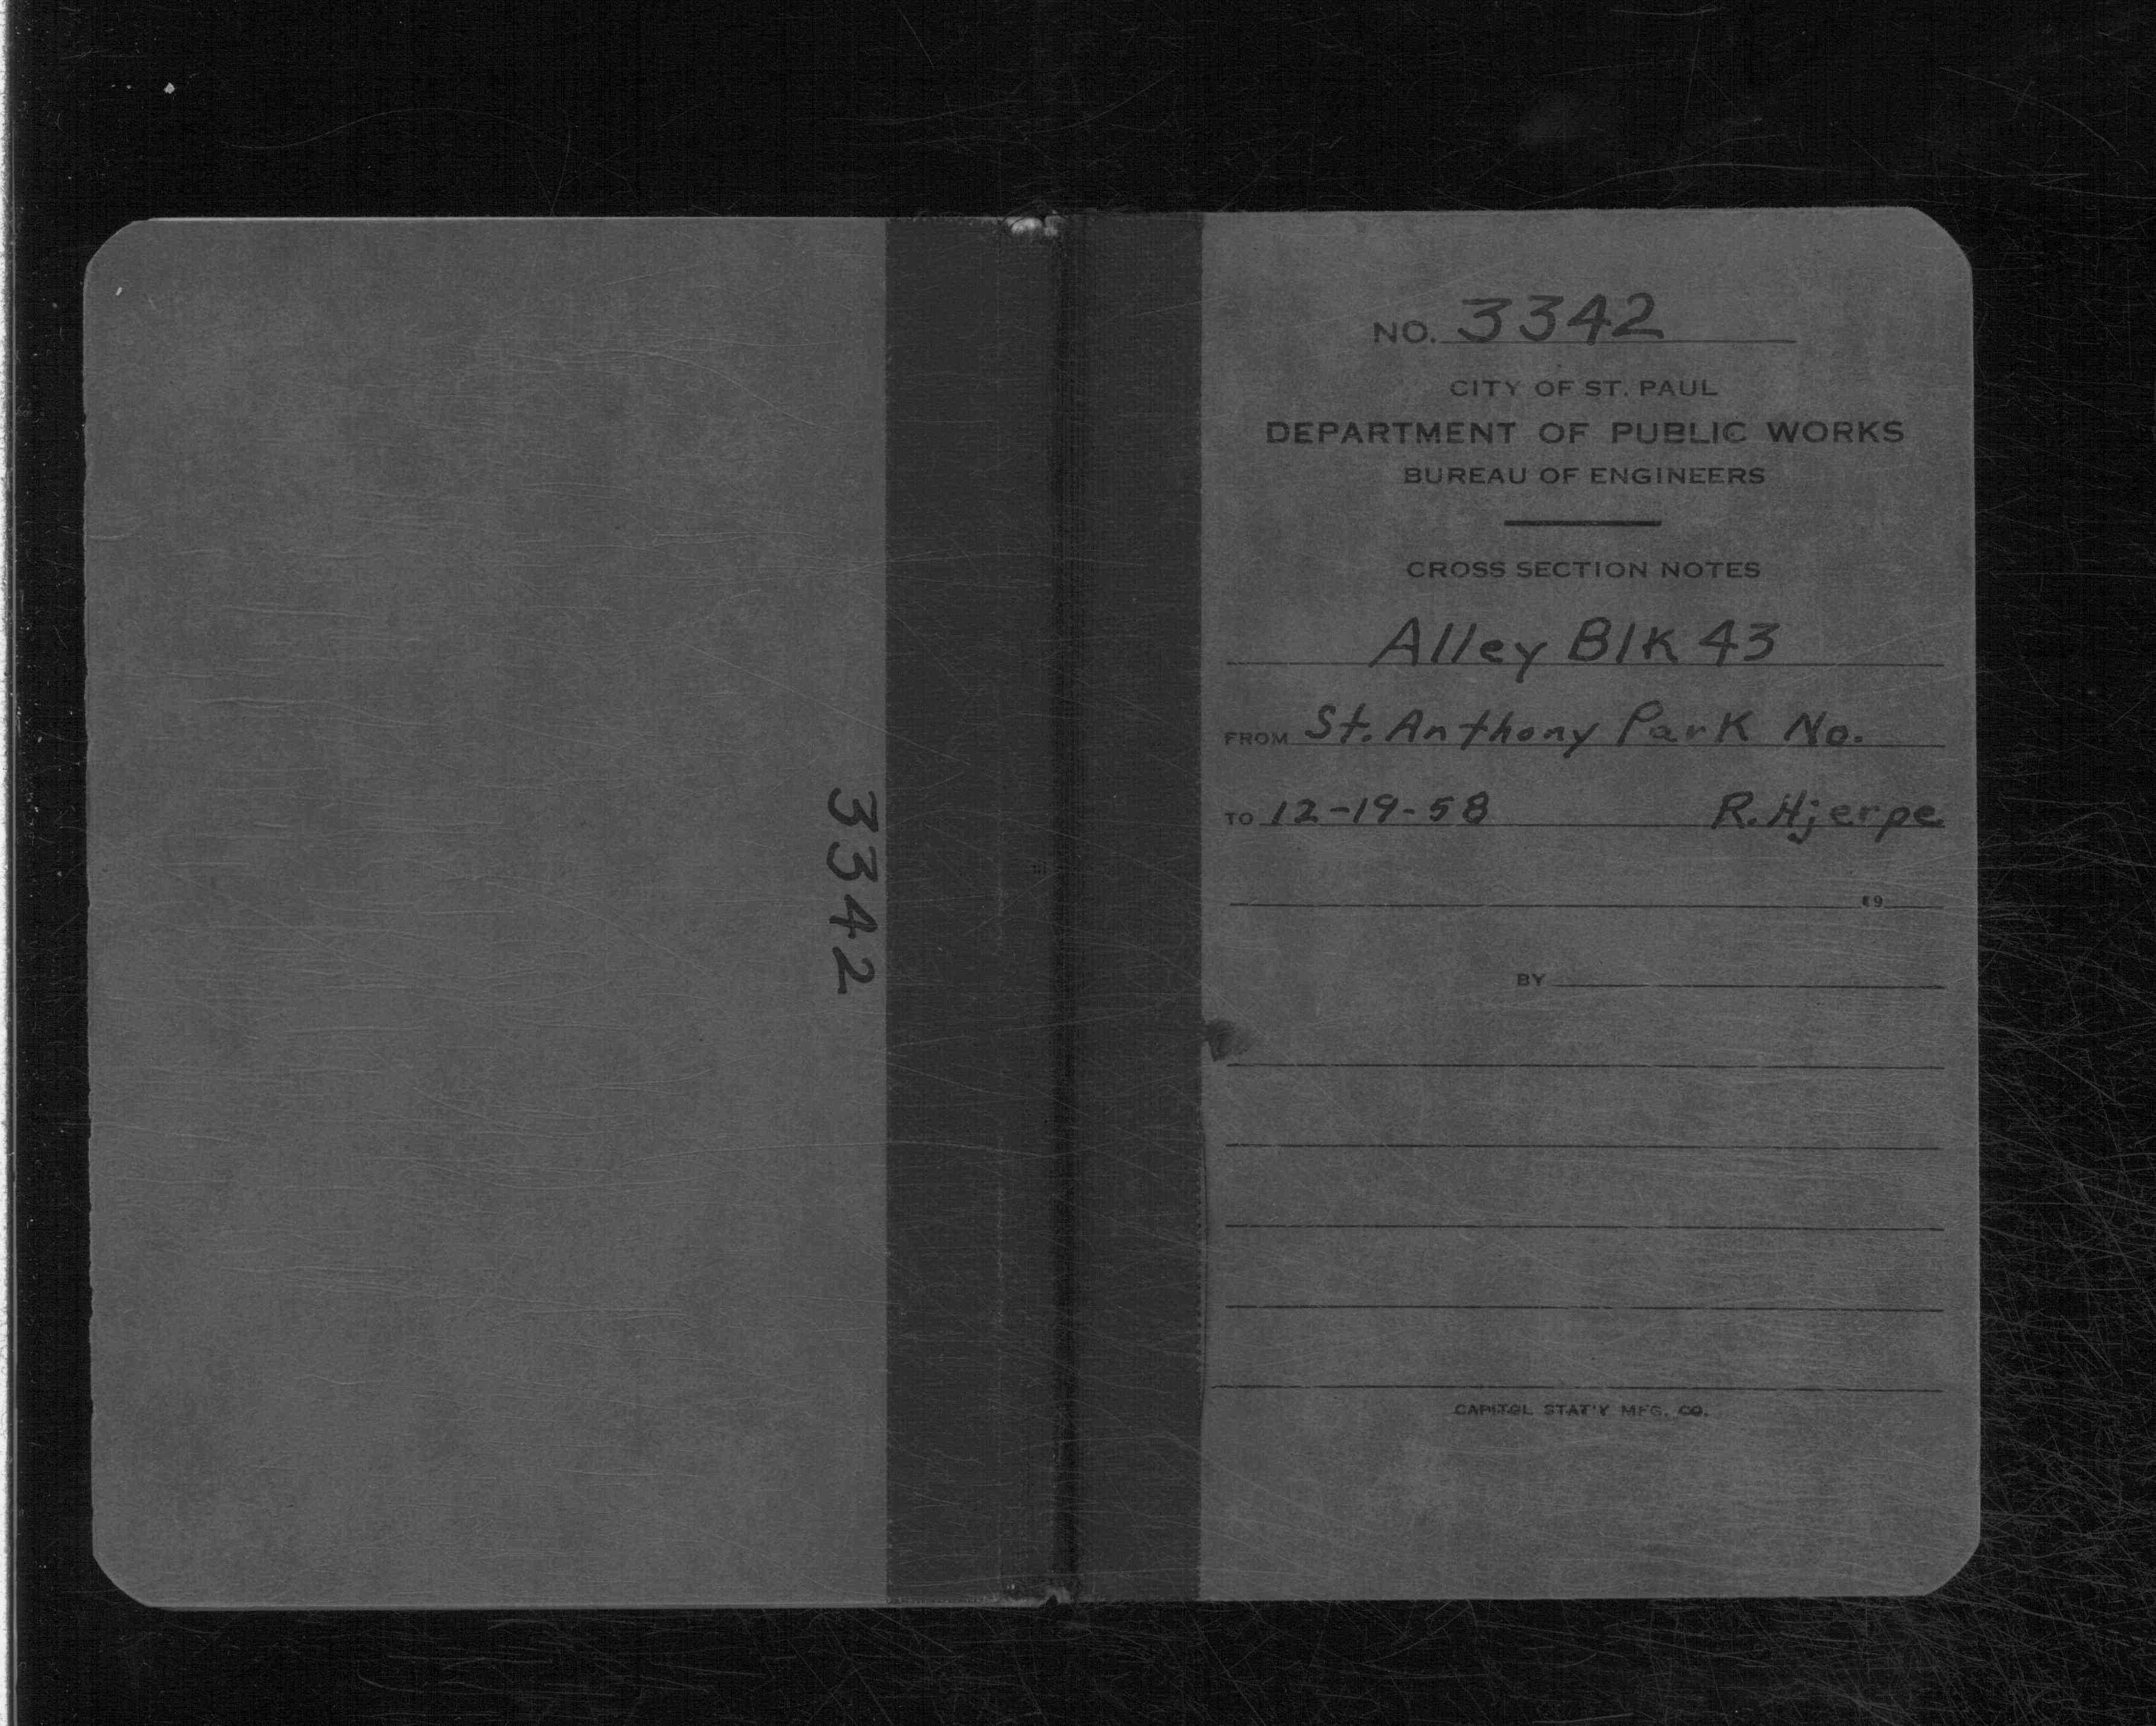 3342
NO. 3342
CITY OF ST. PAUL
DEPARTMENT OF PUBLIC WORKS
BUREAU OF ENGINEERS
CROSS SECTION NOTES
Alley Blk 43
FROM St. Anthony Park No.
TO 12-19-58 R. Hjerpe
19
BY
CAPITOL STAT'Y MFG. CO.